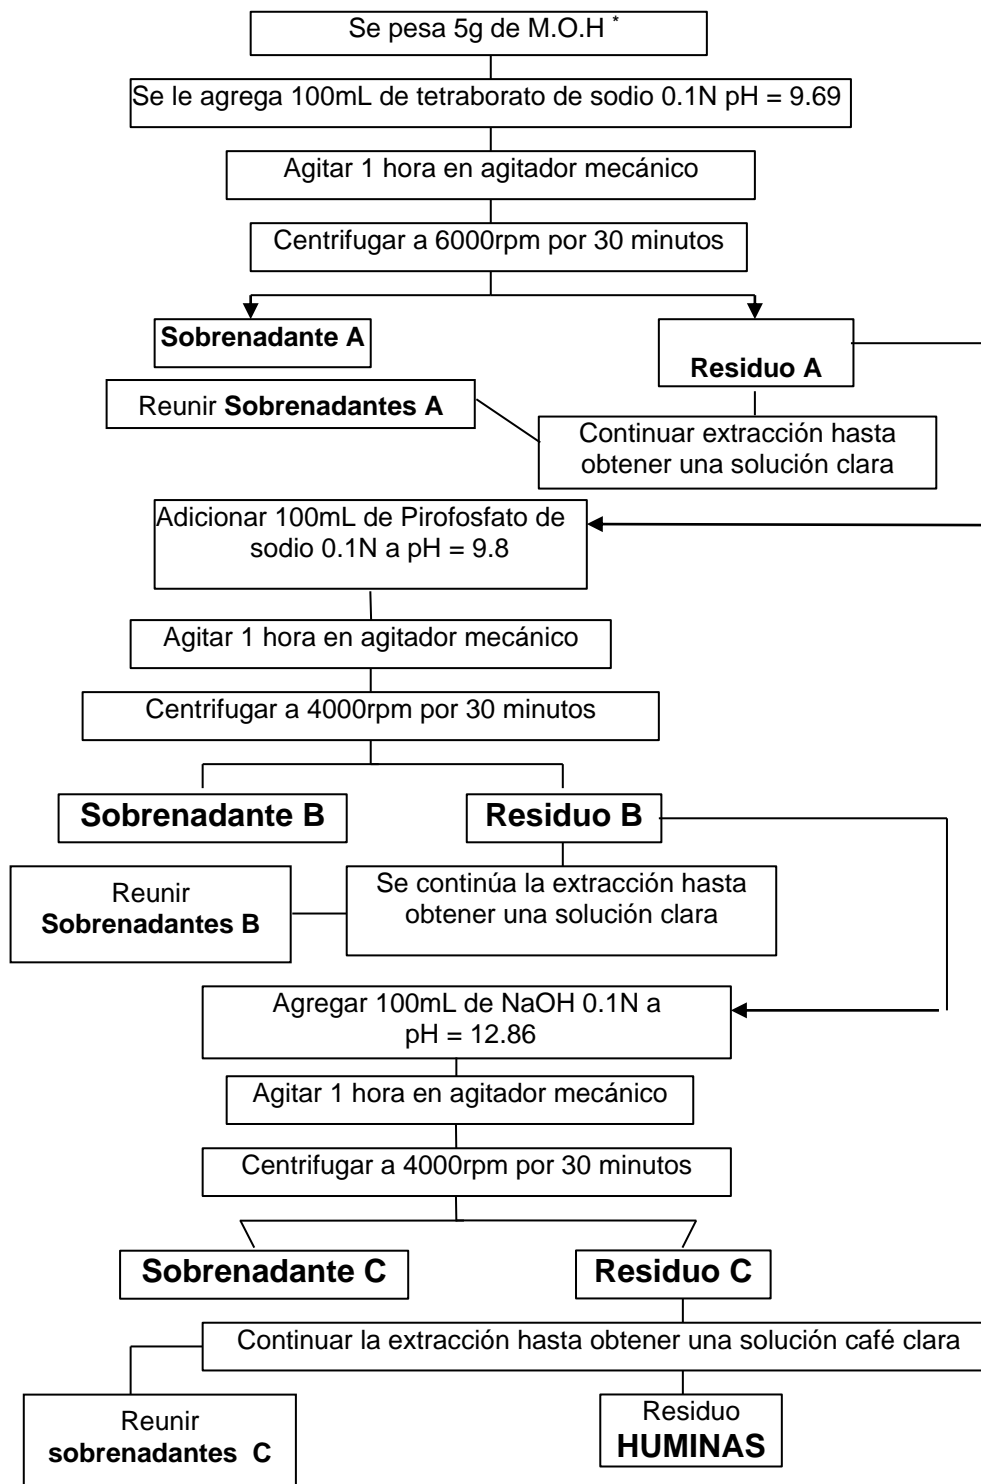 Se pesa 5g de M.O.H *
Se le agrega 100mL de tetraborato de sodio 0.1N pH = 9.69
Agitar 1 hora en agitador mecánico
Centrifugar a 6000rpm por 30 minutos
Sobrenadante A
Residuo A
Reunir Sobrenadantes A
Continuar extracción hasta
obtener una solución clara
Adicionar 100mL de Pirofosfato de
sodio 0.1N a pH = 9.8
Agitar 1 hora en agitador mecánico
Centrifugar a 4000rpm por 30 minutos
Sobrenadante B
Residuo B
Reunir
Sobrenadantes B
Se continúa la extracción hasta
obtener una solución clara
Agregar 100mL de NaOH 0.1N a
pH = 12.86
Agitar 1 hora en agitador mecánico
Centrifugar a 4000rpm por 30 minutos
Sobrenadante C
Residuo C
Continuar la extracción hasta obtener una solución café clara
Reunir
sobrenadantes C
Residuo
HUMINAS